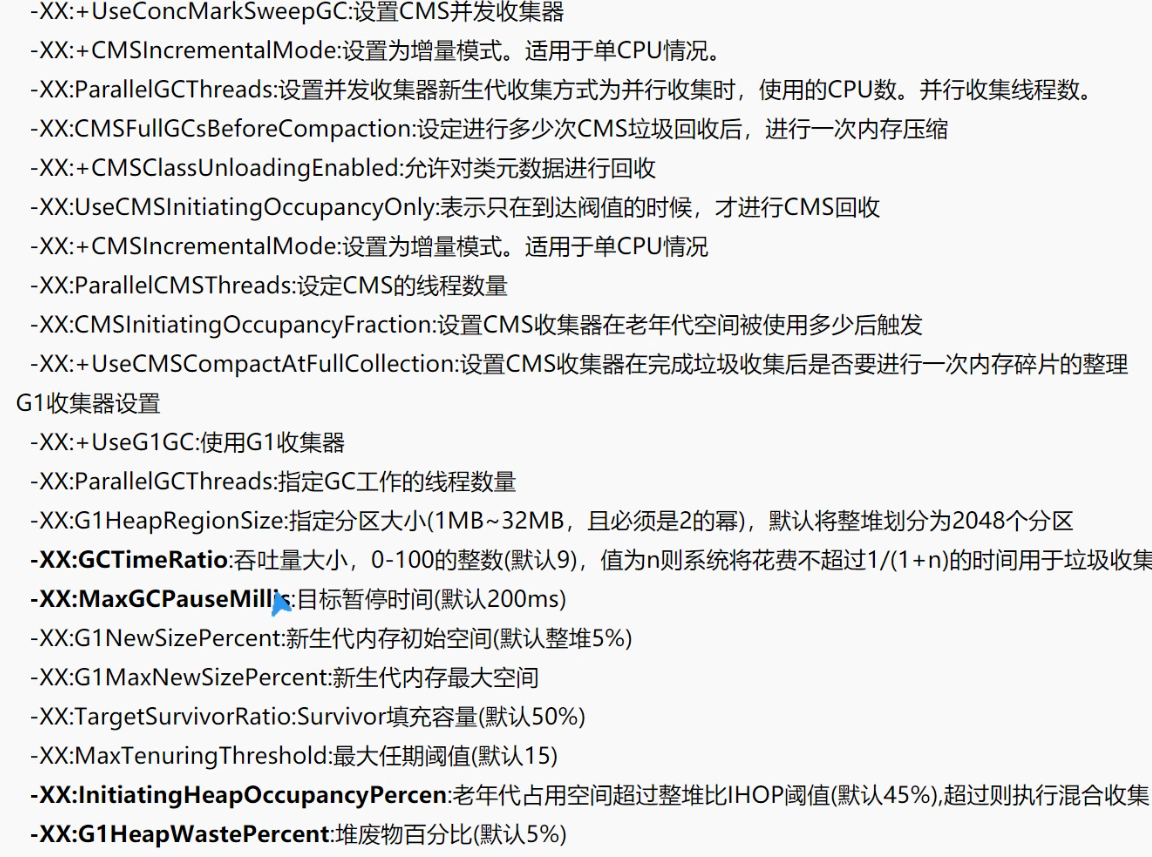 -XX:+UseConcMarkSweepGC:设置CMS并发收集器
-XX:+CMSIncrementalMode:设置为增量模式。适用于单CPU情况。
-XX:ParallelGCThreads:设置并发收集器新生代收集方式为并行收集时，使用的CPU数。并行收集线程数。
-XX:CMSFullGCsBeforeCompaction:设定进行多少次CMS垃圾回收后，进行一次内存压缩
-XX:+CMSClassUnloadingEnabled:允许对类元数据进行回收
-XX:UseCMSInitiatingOccupancyOnly:表示只在到达阀值的时候，才进行CMS回收
-XX:+CMSIncrementalMode:设置为增量模式。适用于单CPU情况
-XX:ParallelCMSThreads:设定CMS的线程数量
-XX:CMSInitiatingOccupancyFraction:设置CMS收集器在老年代空间被使用多少后触发
-XX:+UseCMSCompactAtFullCollection:设置CMS收集器在完成垃圾收集后是否要进行一次内存碎片的整理
G1收集器设置
-XX:+UseG1GC:使用G1收集器
-XX:ParallelGCThreads:指定GC工作的线程数量
-XX:G1HeapRegionSize:指定分区大小(1MB~32MB，且必须是2的幂)，默认将整堆划分为2048个分区
-XX:GCTimeRatio:吞吐量大小，0-100的整数(默认9)，值为n则系统将花费不超过1/(1+n)的时间用于垃圾收集
-XX:MaxGCPauseMillis:目标暂停时间(默认200ms)
-XX:G1NewSizePercent:新生代内存初始空间(默认整堆5%)
-XX:G1MaxNewSizePercent:新生代内存最大空间
-XX:TargetSurvivorRatio:Survivor填充容量(默认50%)
-XX:MaxTenuringThreshold:最大任期阈值(默认15)
-XX:InitiatingHeapOccupancyPercen:老年代占用空间超过整堆比IHOP阈值(默认45%),超过则执行混合收集
-XX:G1HeapWastePercent:堆废物百分比(默认5%)